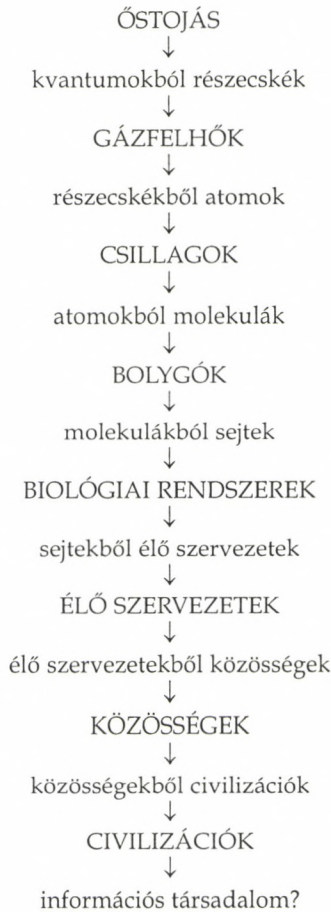 ŐSTOJÁS
↓
kvantumokból részecskék
↓
GÁZFELHŐK
↓
részecskékből atomok
↓
CSILLAGOK
↓
atomokból molekulák
↓
BOLYGÓK
↓
molekulákból sejtek
↓
BIOLÓGIAI RENDSZEREK
↓
sejtekből élő szervezetek
↓
ÉLŐ SZERVEZETEK
↓
élő szervezetekből közösségek
↓
KÖZÖSSÉGEK
↓
közösségekből civilizációk
↓
CIVILIZÁCIÓK
↓
információs társadalom?